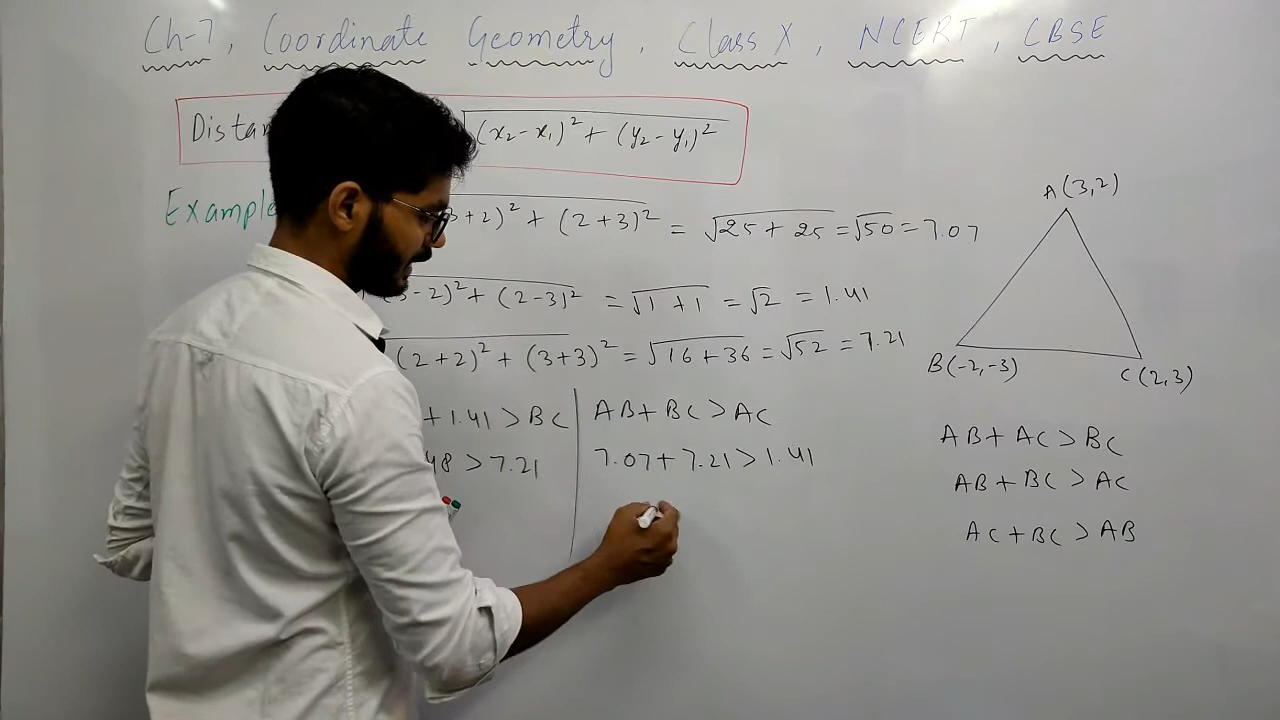 Ch-7, Coordinate Geometry, Class X, NCERT, CBSE
(x₂-x₁)²+(y₂-y₁)²
+2)²+(2+3)² = √25+25=√50=7.07
-2)²+(2-3)² = √1+1 = √2 = 1.41
(2+2)²+(3+3)²=√16+36=√52=7.21
+1.41>BC
48>7.21
AB+BC>AC
7.07+7.21>1.41
A(3,2)
B(-2,-3)
C(2,3)
AB+AC>BC
AB+BC>AC
AC+BC>AB